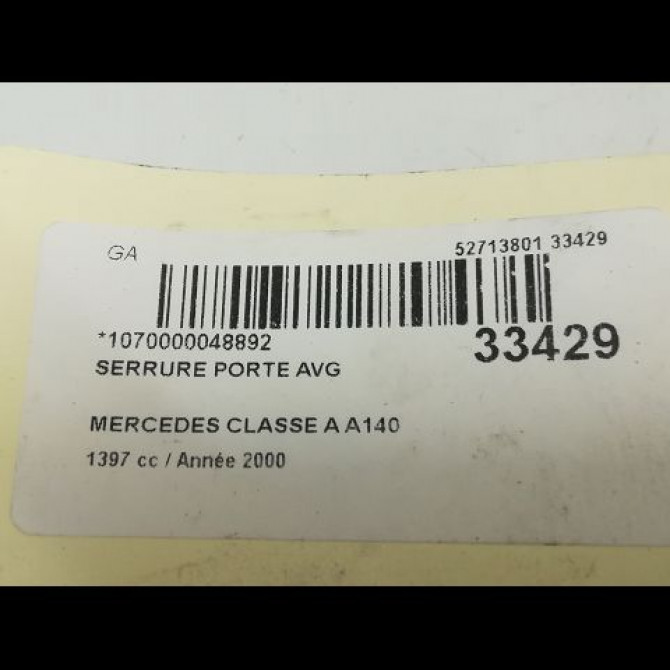 GA
52713801 33429
*1070000048892
33429
SERRURE PORTE AVG
MERCEDES CLASSE A A140
1397 cc / Année 2000